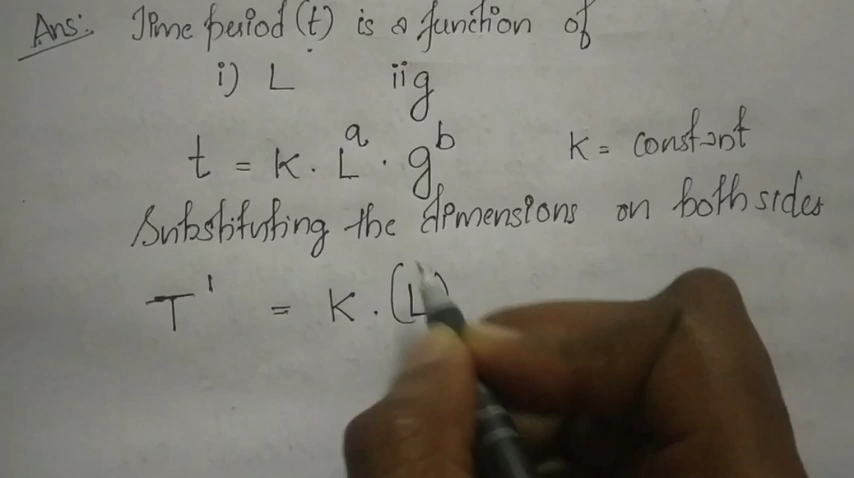 Ans: Time period (t) is a function of
i) L ii g
t = K . L^a . g^b K = constant
Substituting the dimensions on both sides
T^1 = K . (L)